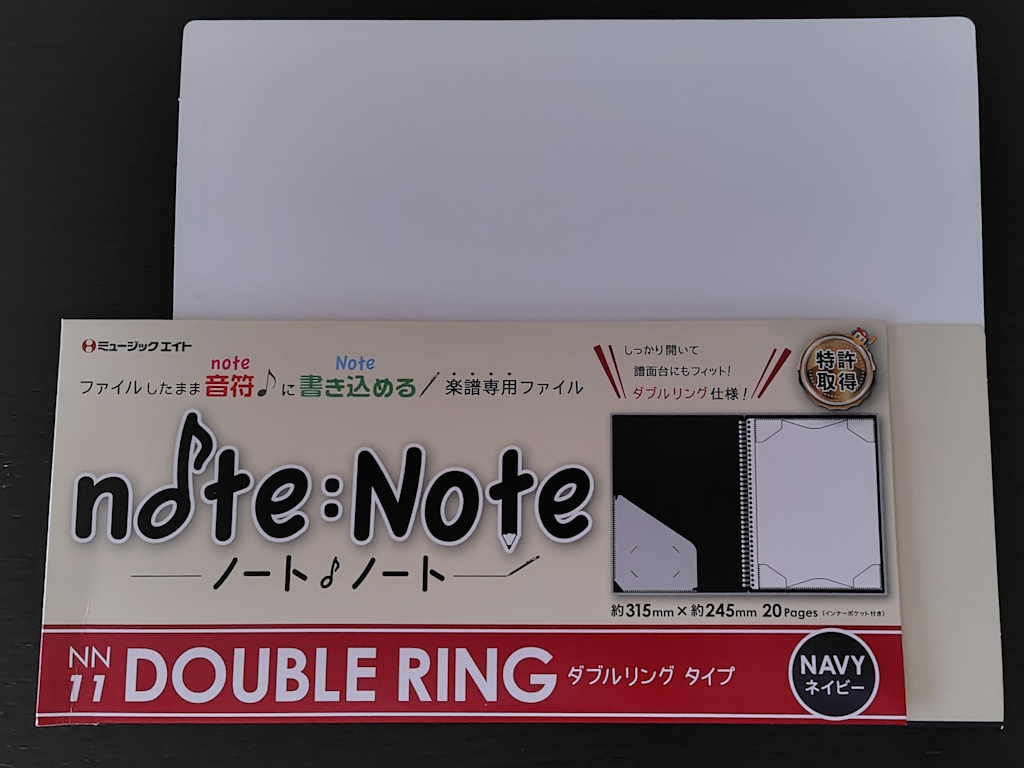 ミュージックエイト
note Note
ファイルしたまま音符♪に書き込める/楽譜専用ファイル
しっかり開いて
譜面台にもフィット!
ダブルリング仕様!
特許
取得
note:Note
ノート♪ノート
約315mm×約245mm 20Pages (インナーポケット付き)
NN
11
DOUBLE RING ダブルリング タイプ
NAVY
ネイビー